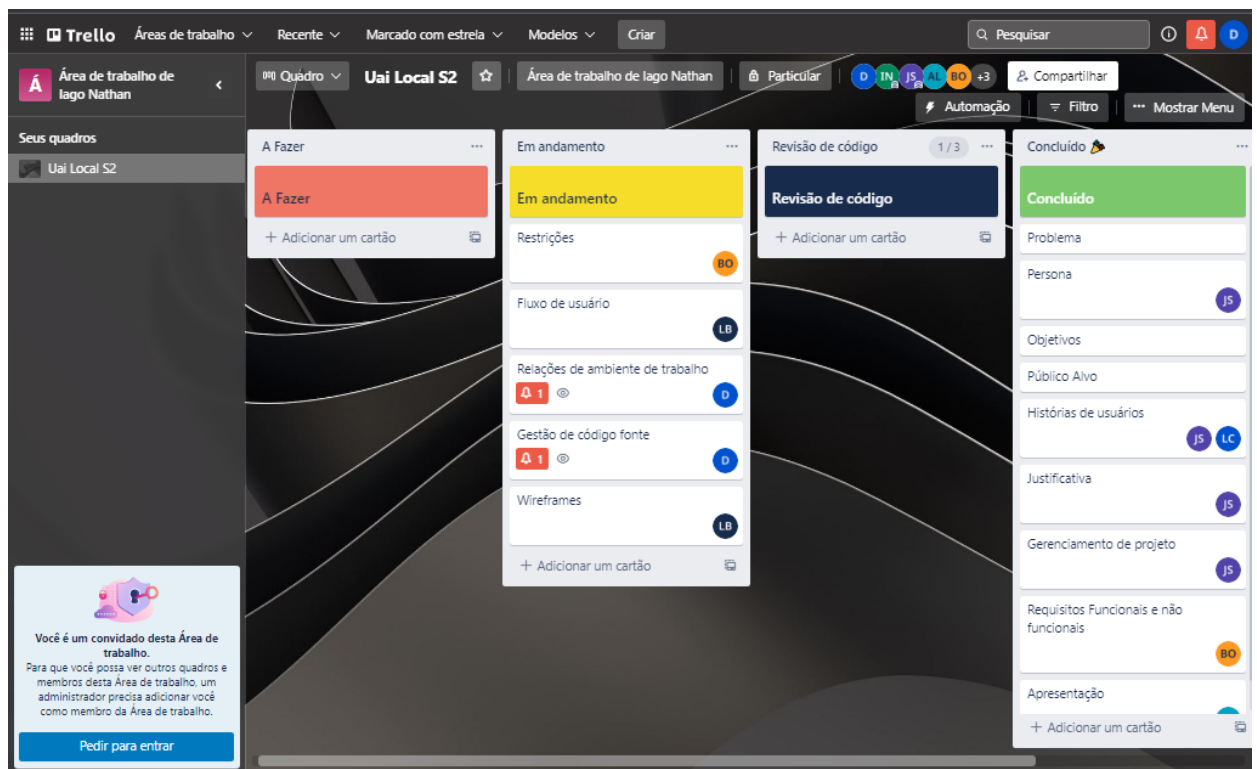 Trello Áreas de trabalho Recente Marcado com estrela Modelos Criar Pesquisar D
Á Área de trabalho de
Iago Nathan
Quadro Uai Local S2 Área de trabalho de Iago Nathan Particular D IN JS AL BO +3 Compartilhar
Automação Filtro Mostrar Menu
Seus quadros
Uai Local S2
A Fazer
A Fazer
+ Adicionar um cartão
Em andamento
Em andamento
Restrições
BO
Fluxo de usuário
LB
Relações de ambiente de trabalho
1 D
Gestão de código fonte
1 D
Wireframes
LB
+ Adicionar um cartão
Revisão de código 1/3
Revisão de código
+ Adicionar um cartão
Concluído
Concluído
Problema
Persona
JS
Objetivos
Público Alvo
Histórias de usuários
JS LC
Justificativa
JS
Gerenciamento de projeto
JS
Requisitos Funcionais e não
funcionais
BO
Apresentação
+ Adicionar um cartão
Você é um convidado desta Área de
trabalho.
Para que você possa ver outros quadros e
membros desta Área de trabalho, um
administrador precisa adicionar você
como membro da Área de trabalho.
Pedir para entrar